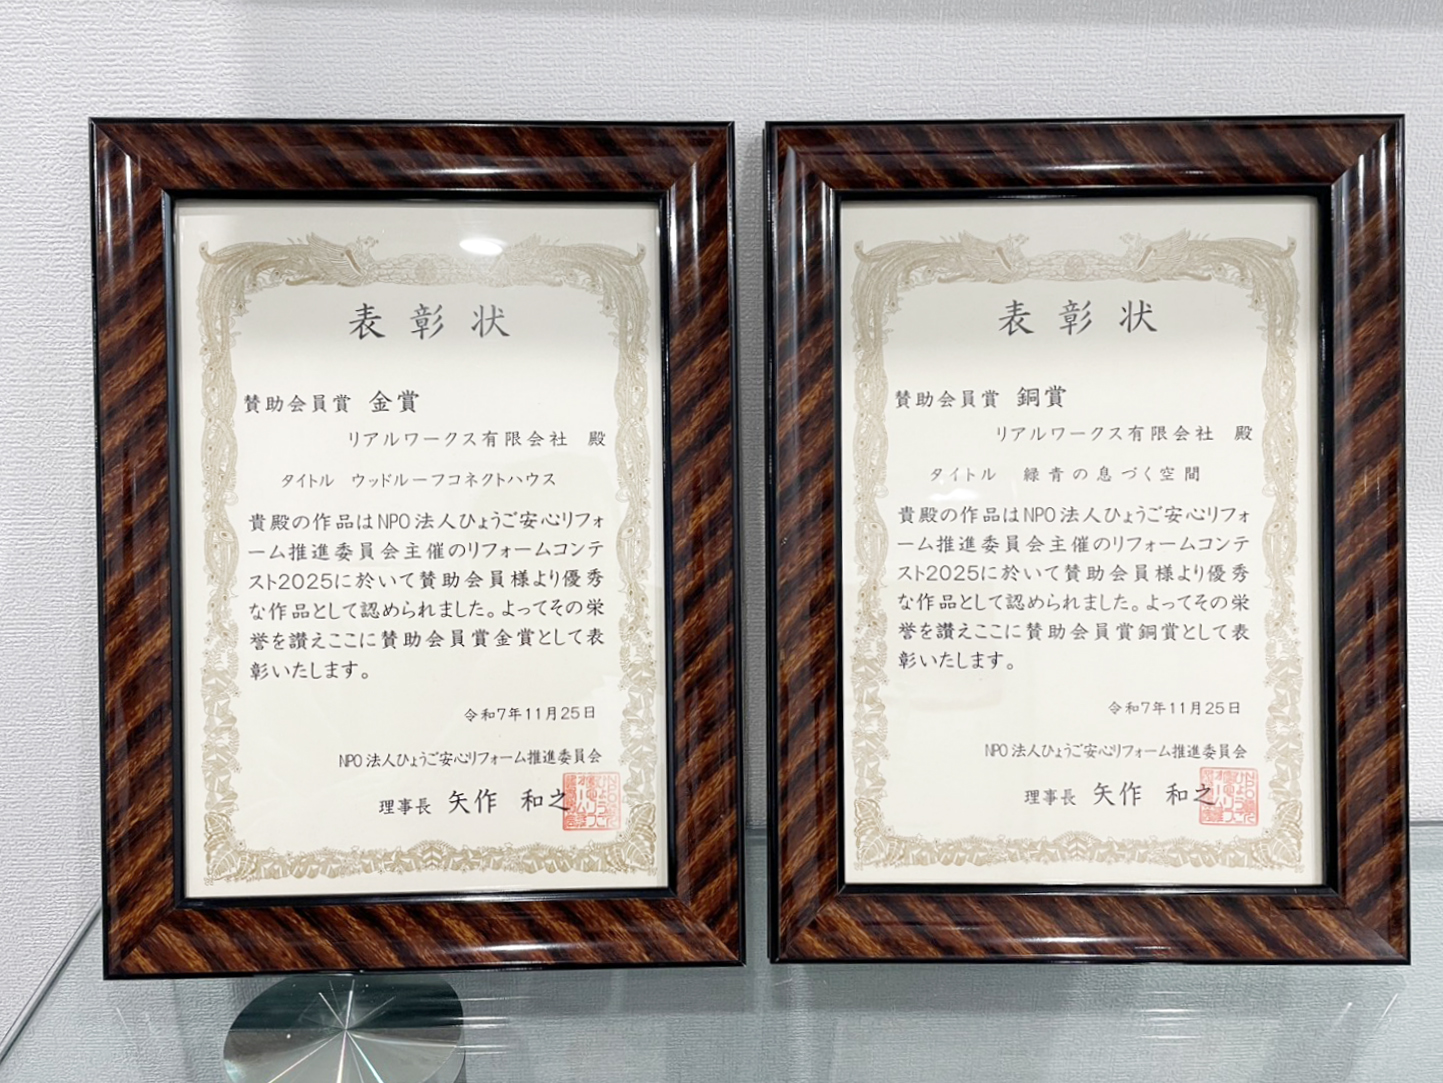 表彰状
賛助会員賞 金賞
リアルワークス有限会社 殿
タイトル ウッドルーフコネクトハウス
貴殿の作品はNPO法人ひょうご安心リフォ
ーム推進委員会主催のリフォームコンテ
スト2025に於いて賛助会員様より優秀
な作品として認められました。よってその栄
誉を讃えここに賛助会員賞金賞として表
彰いたします。
令和7年11月25日
NPO法人ひょうご安心リフォーム推進委員会
理事長 矢作 和之
表彰状
賛助会員賞 銅賞
リアルワークス有限会社 殿
タイトル 緑青の息づく空間
貴殿の作品はNPO法人ひょうご安心リフォ
ーム推進委員会主催のリフォームコンテ
スト2025に於いて賛助会員様より優秀
な作品として認められました。よってその栄
誉を讃えここに賛助会員賞銅賞として表
彰いたします。
令和7年11月25日
NPO法人ひょうご安心リフォーム推進委員会
理事長 矢作 和之